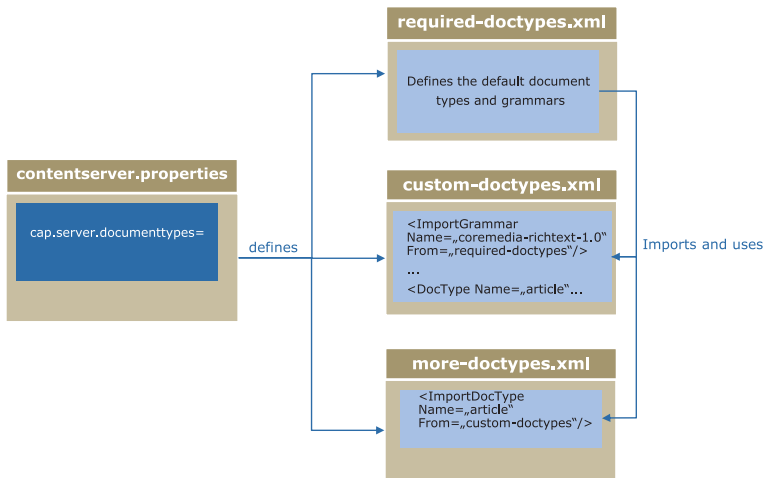 required-doctypes.xml
Defines the default document
types and grammars
contentserver.properties
cap.server.documenttypes=
defines
custom-doctypes.xml
<ImportGrammar
Name=„coremedia-richtext-1.0“
From=„required-doctypes“/>
...
<DocType Name=„article“...
Imports and uses
more-doctypes.xml
<ImportDocType
Name=„article“
From=„custom-doctypes“/>